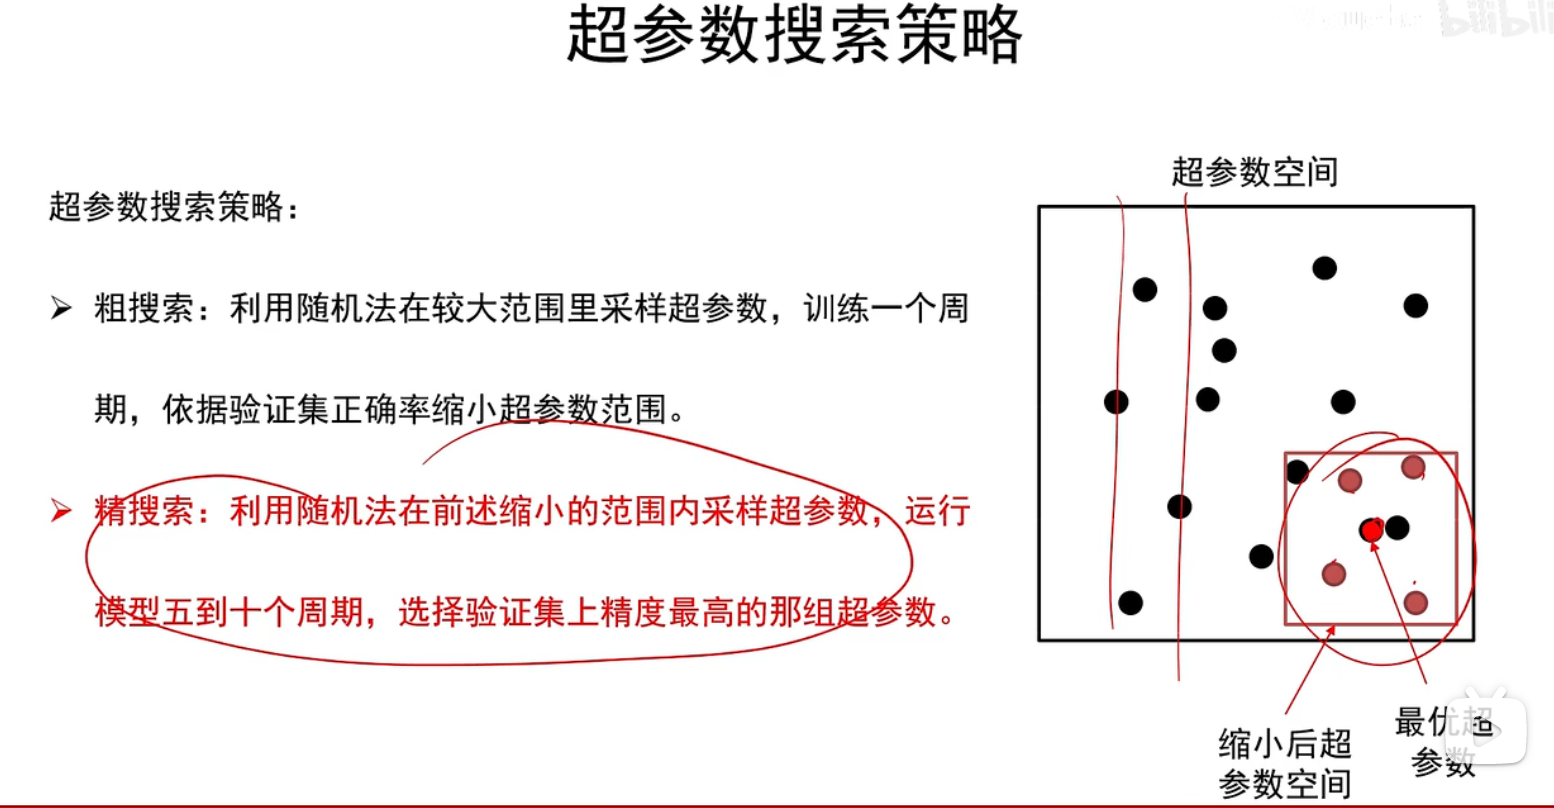 超参数搜索策略
bilibili
超参数空间
超参数搜索策略：
➢ 粗搜索：利用随机法在较大范围里采样超参数，训练一个周
期，依据验证集正确率缩小超参数范围。
➢ 精搜索：利用随机法在前述缩小的范围内采样超参数，运行
模型五到十个周期，选择验证集上精度最高的那组超参数。
缩小后超
参数空间
最优超
参数